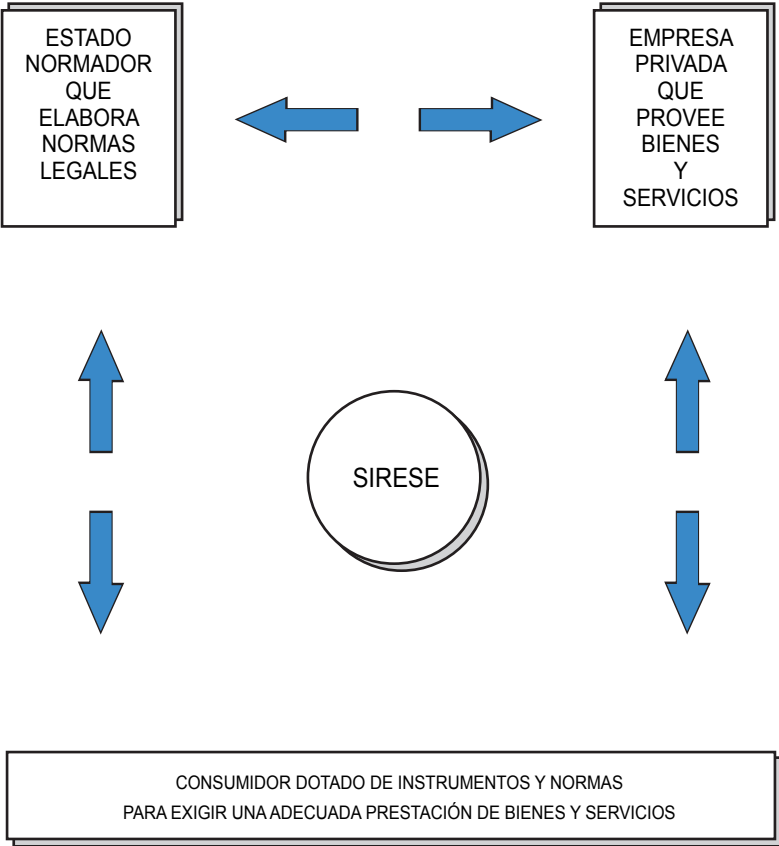 ESTADO
NORMADOR
QUE
ELABORA
NORMAS
LEGALES
EMPRESA
PRIVADA
QUE
PROVEE
BIENES
Y
SERVICIOS
SIRESE
CONSUMIDOR DOTADO DE INSTRUMENTOS Y NORMAS
PARA EXIGIR UNA ADECUADA PRESTACIÓN DE BIENES Y SERVICIOS